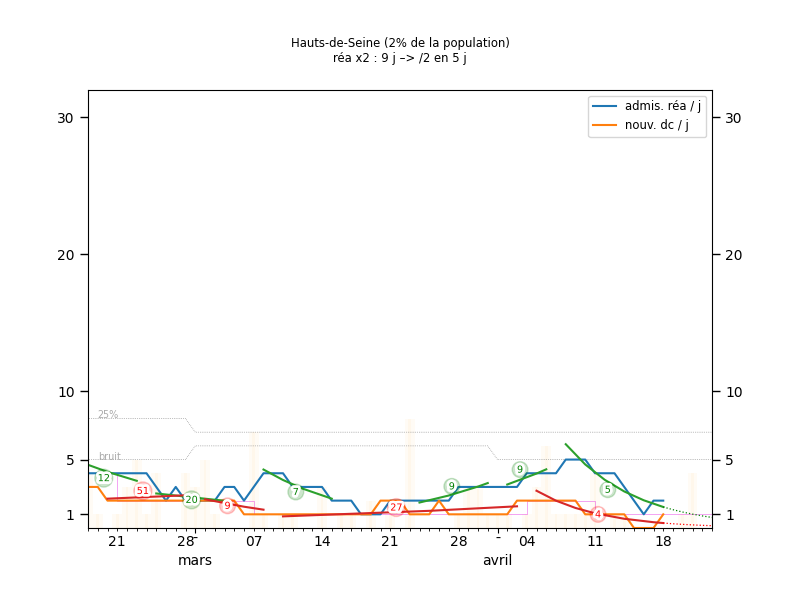 Hauts-de-Seine (2% de la population)
réa x2 : 9 j –> /2 en 5 j
admis. réa / j
nouv. dc / j
30 30
20 20
10 10
25%
bruit
5 5
12 51 20 9 7 27 9 9 5 4
1 1
21 28 07 14 21 28 - 04 11 18
mars avril